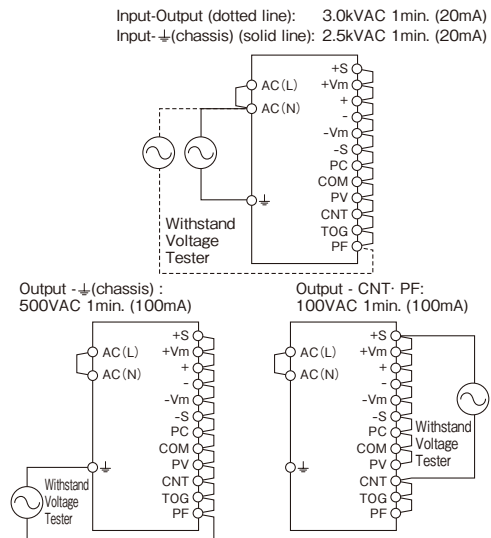 Input-Output (dotted line): 3.0kVAC 1min. (20mA)
Input-⏚(chassis) (solid line): 2.5kVAC 1min. (20mA)
+S
AC(L)
+Vm
+
AC(N)
-
-Vm
-S
PC
COM
PV
⏚
CNT
Withstand
Voltage
Tester
TOG
PF
Output -⏚(chassis) :
500VAC 1min. (100mA)
+S
AC(L)
+Vm
+
AC(N)
-
-Vm
-S
PC
COM
PV
⏚
Withstand
Voltage
Tester
CNT
TOG
PF
Output - CNT· PF:
100VAC 1min. (100mA)
+S
AC(L)
+Vm
+
AC(N)
-
-Vm
-S
PC
COM
PV
⏚
Withstand
Voltage
Tester
CNT
TOG
PF